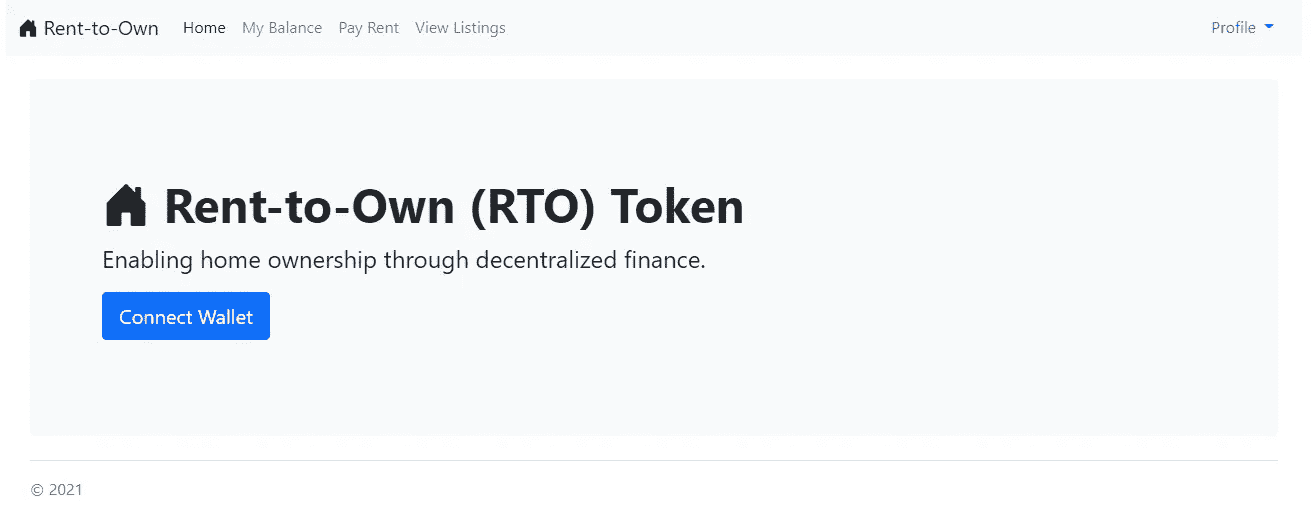 Rent-to-Own Home My Balance Pay Rent View Listings Profile
Rent-to-Own (RTO) Token
Enabling home ownership through decentralized finance.
Connect Wallet
© 2021